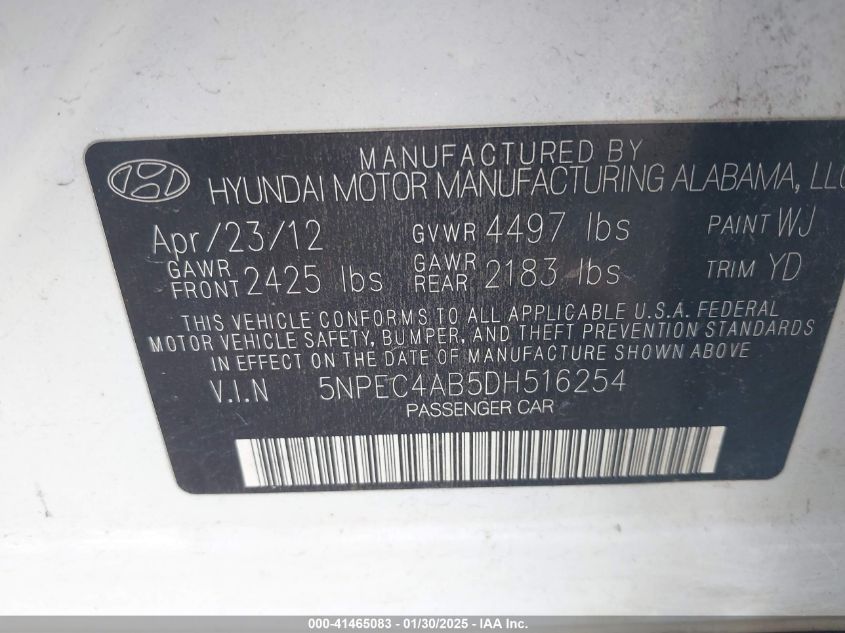 MANUFACTURED BY
HYUNDAI MOTOR MANUFACTURING ALABAMA, LLC
Apr/23/12 GVWR 4497 lbs PAINT WJ
GAWR FRONT 2425 lbs GAWR REAR 2183 lbs TRIM YD
THIS VEHICLE CONFORMS TO ALL APPLICABLE U.S.A. FEDERAL
MOTOR VEHICLE SAFETY, BUMPER, AND THEFT PREVENTION STANDARDS
IN EFFECT ON THE DATE OF MANUFACTURE SHOWN ABOVE
V.I.N 5NPEC4AB5DH516254
PASSENGER CAR
000-41465083 - 01/30/2025 - IAA Inc.